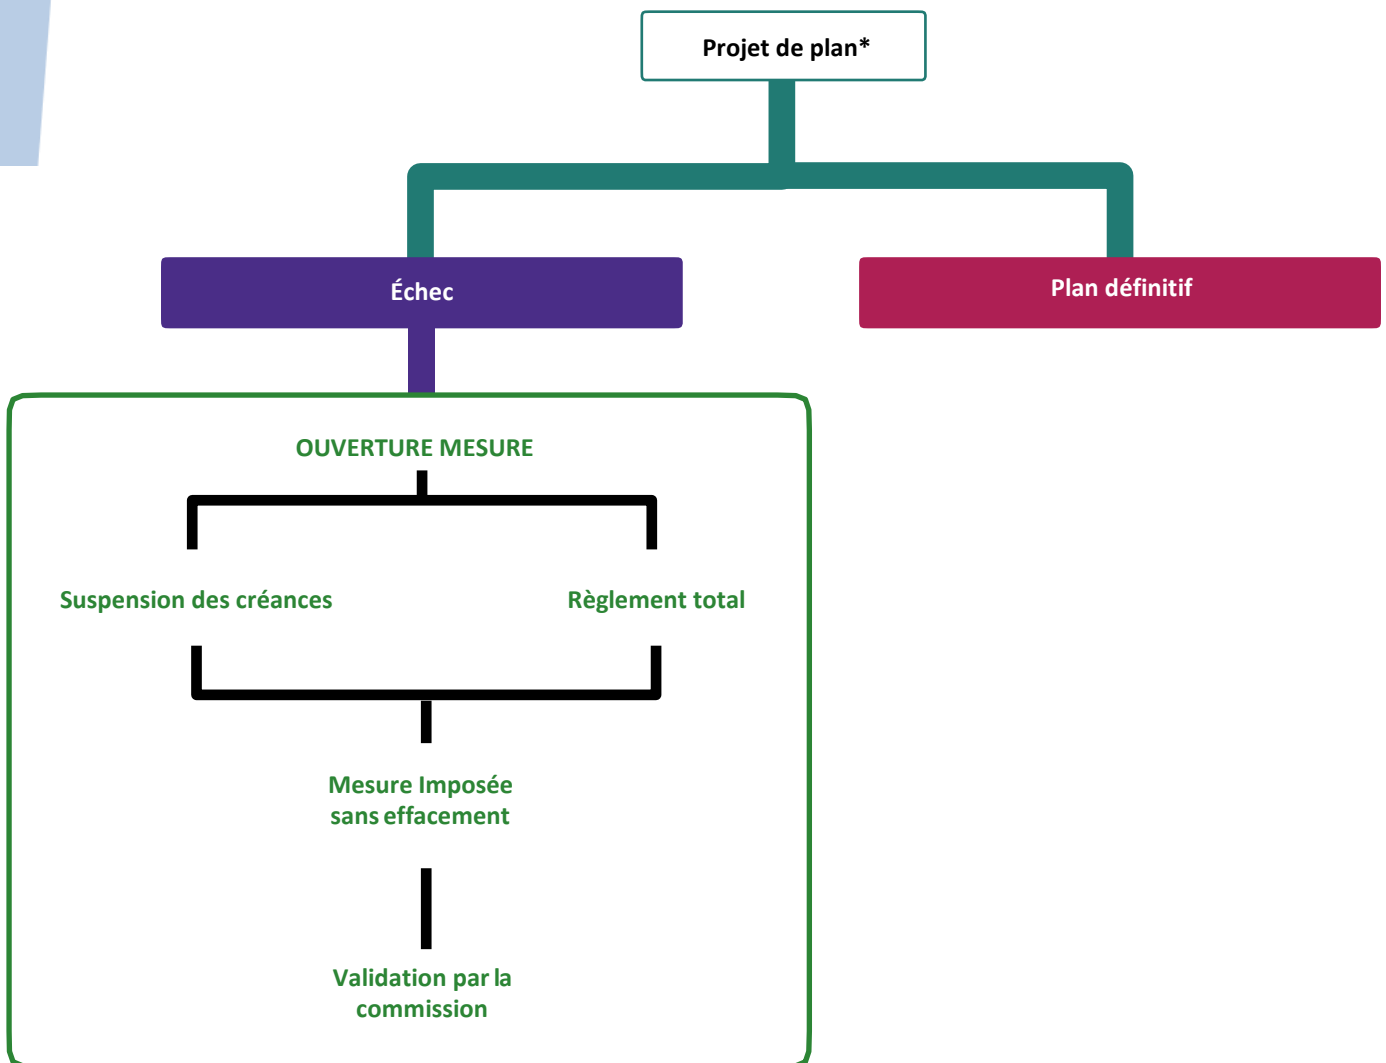 Projet de plan*
Échec
Plan définitif
OUVERTURE MESURE
Suspension des créances
Règlement total
Mesure Imposée
sans effacement
Validation par la
commission